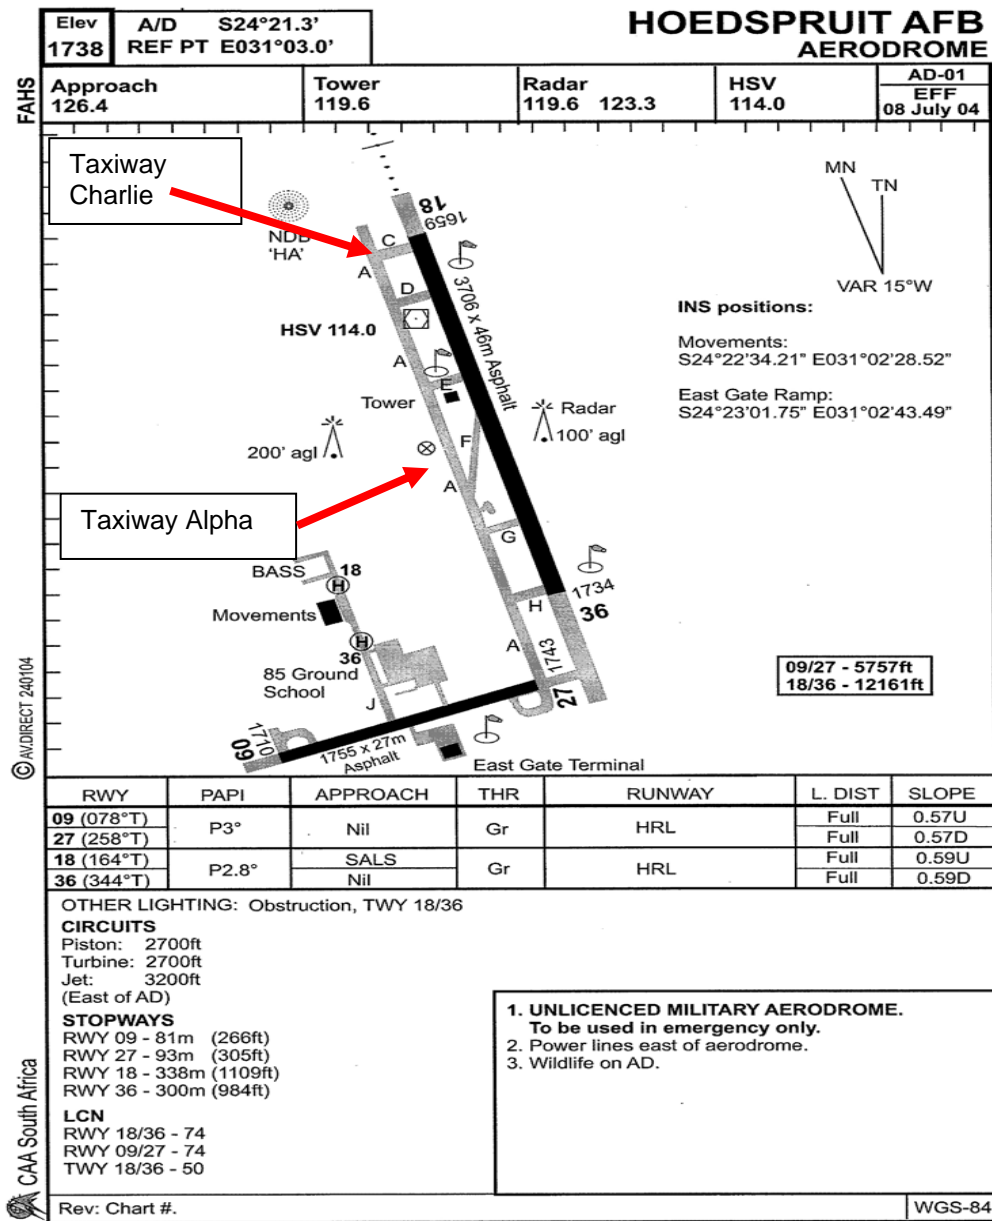 HOEDSPRUIT AFB
AERODROME
Elev
1738
A/D S24°21.3’
REF PT E031°03.0’
FAHS
Approach
126.4
Tower
119.6
Radar
119.6 123.3
HSV
114.0
AD-01
EFF
08 July 04
Taxiway
Charlie
NDB
‘HA’
18
1659
C
A
D
3706 x 46m Asphalt
HSV 114.0
A
E
Tower
MN
TN
VAR 15°W
INS positions:
Movements:
S24°22’34.21” E031°02’28.52”
East Gate Ramp:
S24°23’01.75” E031°02’43.49”
Radar
100’ agl
200’ agl
F
A
Taxiway Alpha
G
BASS
18
H
Movements
H
36
1734
H
36
A
1743
27
85 Ground
School
J
09/27 - 5757ft
18/36 - 12161ft
1710
09
1755 x 27m
Asphalt
East Gate Terminal
© AV.DIRECT 240104
RWY PAPI APPROACH THR RUNWAY L. DIST SLOPE
09 (078°T) P3° Nil Gr HRL Full 0.57U
27 (258°T) Full 0.57D
18 (164°T) P2.8° SALS Gr HRL Full 0.59U
36 (344°T) Nil Full 0.59D
OTHER LIGHTING: Obstruction, TWY 18/36
CIRCUITS
Piston: 2700ft
Turbine: 2700ft
Jet: 3200ft
(East of AD)
STOPWAYS
RWY 09 - 81m (266ft)
RWY 27 - 93m (305ft)
RWY 18 - 338m (1109ft)
RWY 36 - 300m (984ft)
LCN
RWY 18/36 - 74
RWY 09/27 - 74
TWY 18/36 - 50
1. UNLICENCED MILITARY AERODROME.
To be used in emergency only.
2. Power lines east of aerodrome.
3. Wildlife on AD.
CAA South Africa
Rev: Chart #.
WGS-84